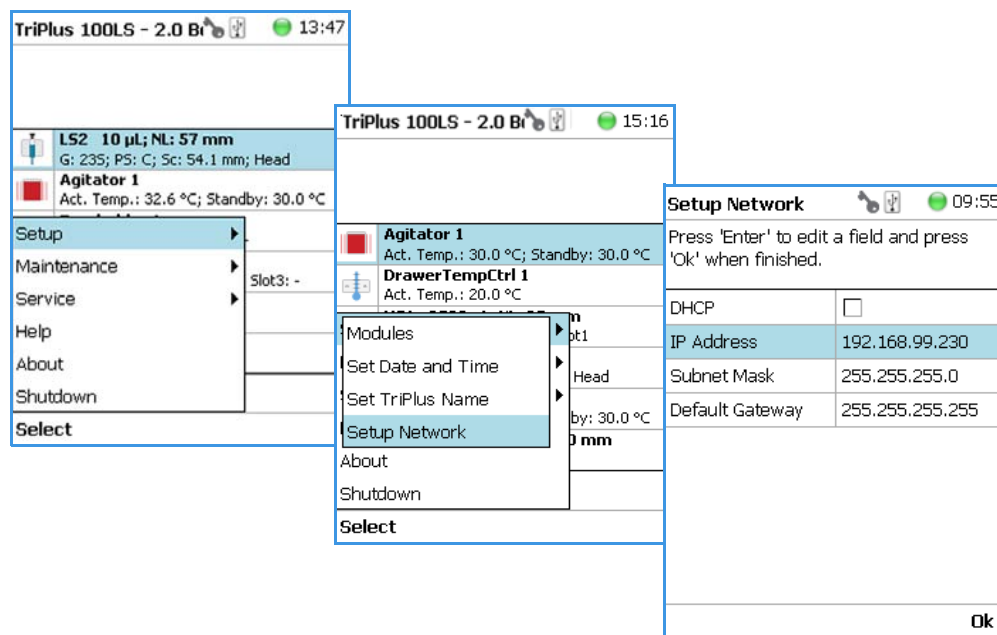 TriPlus 100LS - 2.0 B
13:47
LS2 10 µL; NL: 57 mm
G: 235; PS: C; Sc: 54.1 mm; Head
Agitator 1
Act. Temp.: 32.6 °C; Standby: 30.0 °C
Setup
Maintenance
Slot3: -
Service
Help
About
Shutdown
Select
TriPlus 100LS - 2.0 B
15:16
Agitator 1
Act. Temp.: 30.0 °C; Standby: 30.0 °C
DrawerTempCtrl 1
Act. Temp.: 20.0 °C
Modules
Set Date and Time
Head
Set TriPlus Name
by: 30.0 °C
Setup Network
mm
About
Shutdown
Select
Setup Network
09:55
Press 'Enter' to edit a field and press
'Ok' when finished.
DHCP
IP Address 192.168.99.230
Subnet Mask 255.255.255.0
Default Gateway 255.255.255.255
Ok